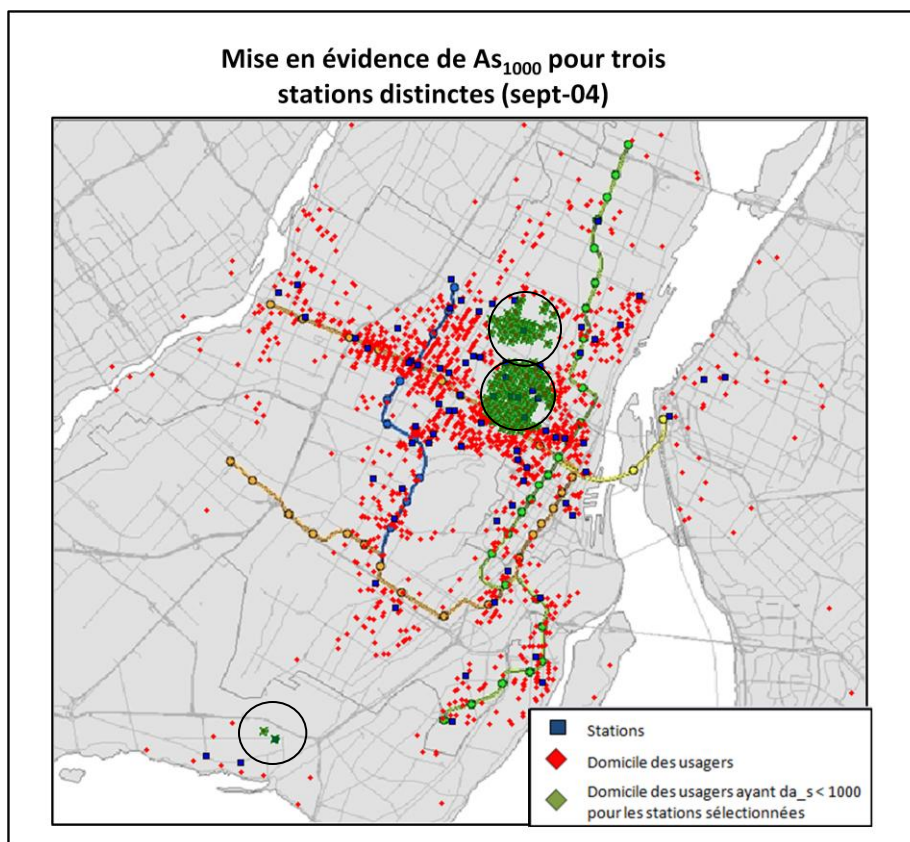 Mise en évidence de As1000 pour trois
stations distinctes (sept-04)
Stations
Domicile des usagers
Domicile des usagers ayant da_s < 1000
pour les stations sélectionnées